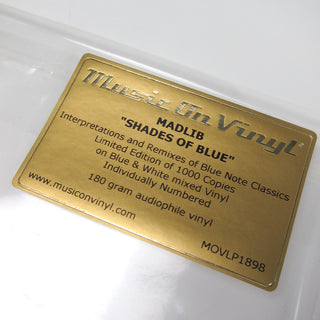 Music On Vinyl
MADLIB
"SHADES OF BLUE"
Interpretations and Remixes of Blue Note Classics
Limited Edition of 1000 Copies
on Blue & White mixed Vinyl
Individually Numbered
180 gram audiophile vinyl
www.musiconvinyl.com
MOVLP1898